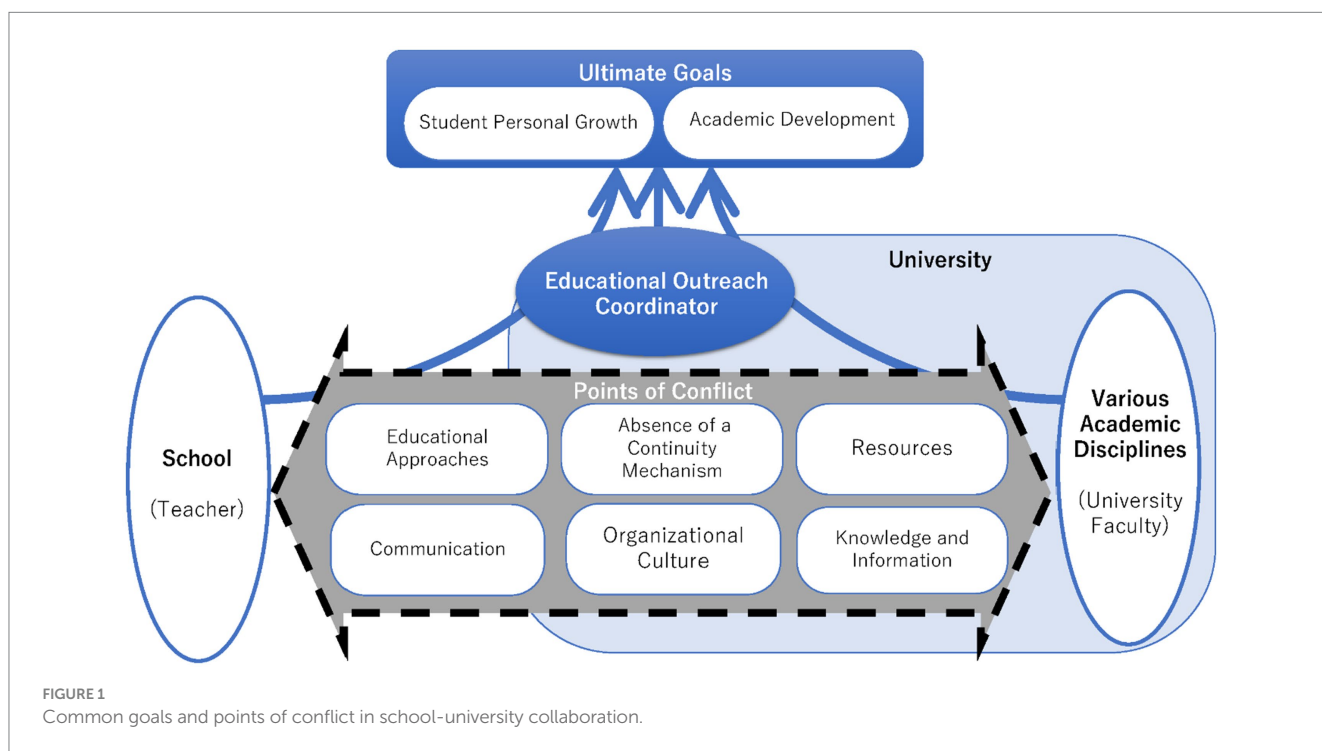 Ultimate Goals
Student Personal Growth
Academic Development
University
Educational Outreach
Coordinator
School
(Teacher)
Points of Conflict
Educational
Approaches
Absence of a
Continuity
Mechanism
Resources
Communication
Organizational
Culture
Knowledge and
Information
Various
Academic
Disciplines
(University
Faculty)
FIGURE 1
Common goals and points of conflict in school-university collaboration.